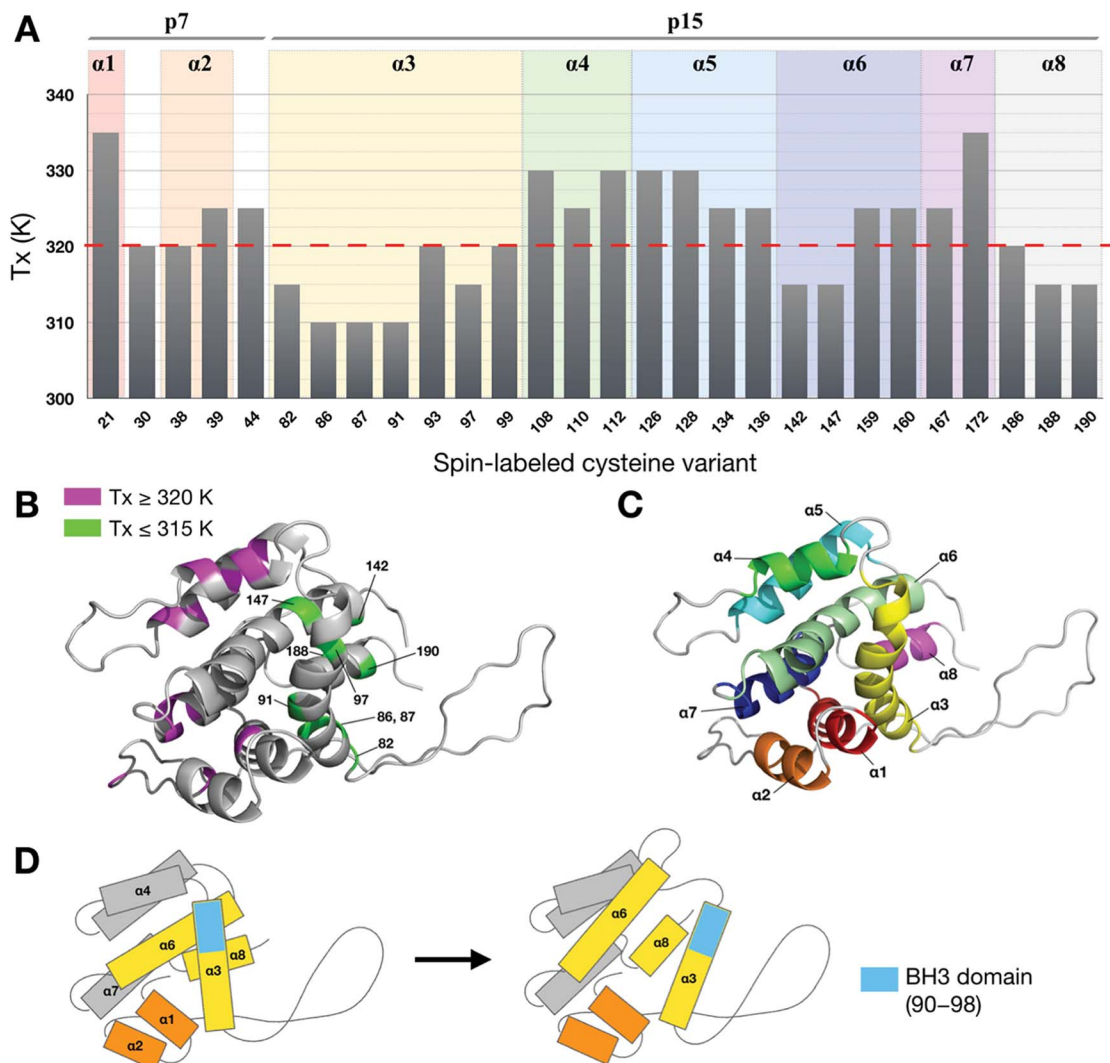 A
p7 p15
α1 α2 α3 α4 α5 α6 α7 α8
340
330
320
310
300
Tx (K)
21 30 38 39 44 82 86 87 91 93 97 99 108 110 112 126 128 134 136 142 147 159 160 167 172 186 188 190
Spin-labeled cysteine variant
B
Tx ≥ 320 K
Tx ≤ 315 K
142
147
188
190
97
91
86, 87
82
C
α5
α4
α6
α8
α7
α3
α1
α2
D
α4
α6
α8
α3
α7
α1
α2
α6
α8
α3
BH3 domain
(90–98)